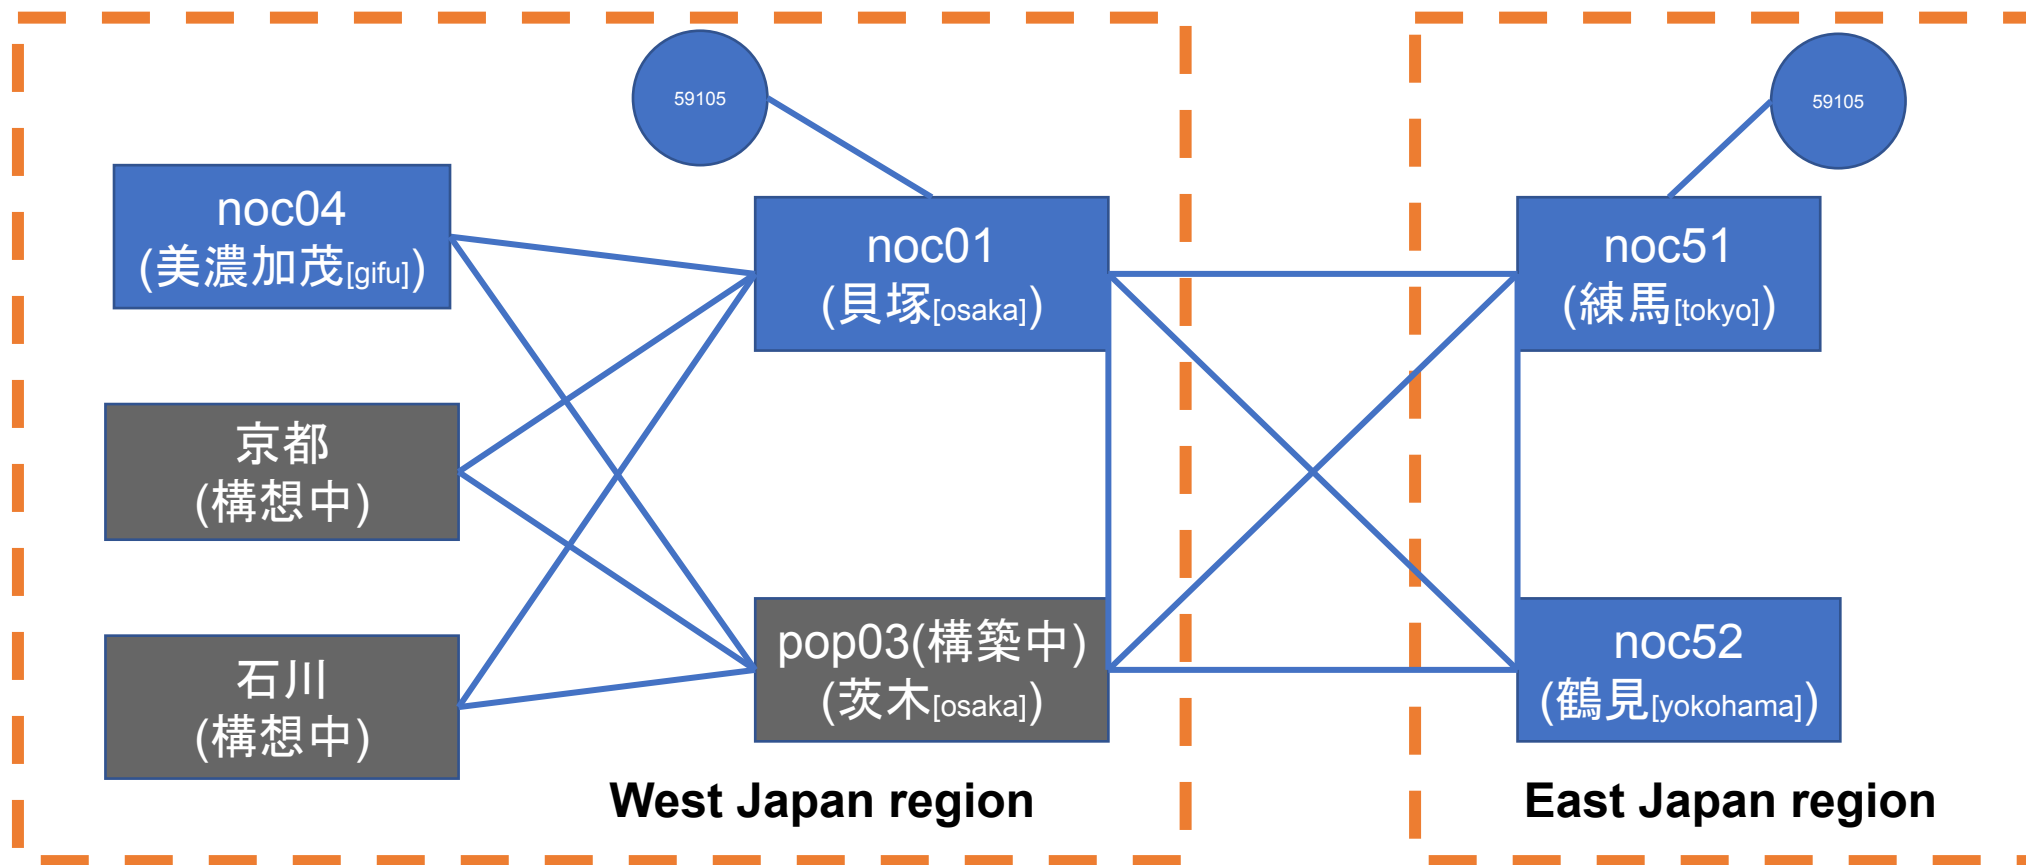 59105
59105
noc04
(美濃加茂[gifu])
noc01
(貝塚[osaka])
noc51
(練馬[tokyo])
京都
(構想中)
石川
(構想中)
pop03(構築中)
(茨木[osaka])
noc52
(鶴見[yokohama])
West Japan region
East Japan region